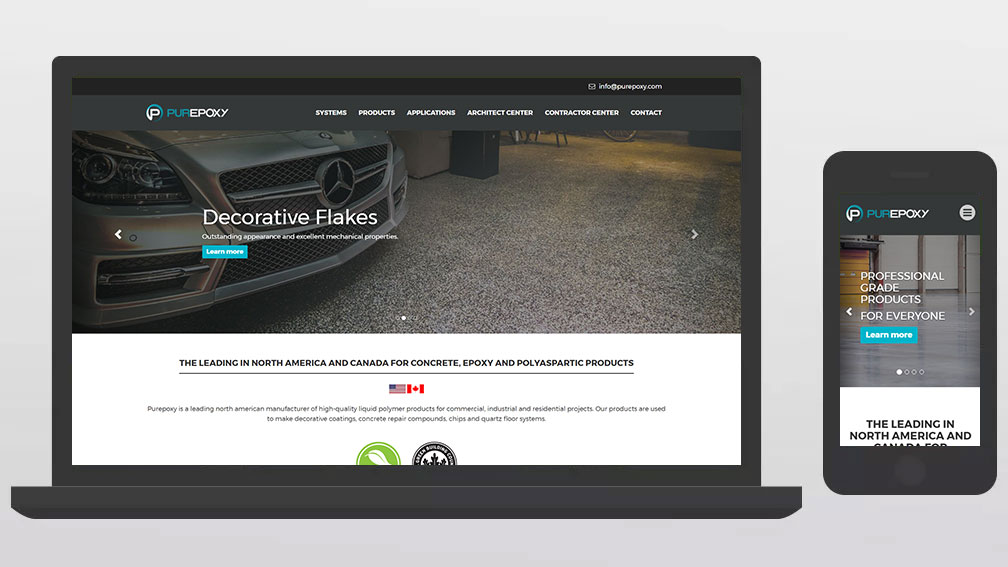 info@purepoxy.com
PUREPOXY
SYSTEMS PRODUCTS APPLICATIONS ARCHITECT CENTER CONTRACTOR CENTER CONTACT
Decorative Flakes
Outstanding appearance and excellent mechanical properties.
Learn more
THE LEADING IN NORTH AMERICA AND CANADA FOR CONCRETE, EPOXY AND POLYASPARTIC PRODUCTS
Purepoxy is a leading north american manufacturer of high-quality liquid polymer products for commercial, industrial and residential projects. Our products are used
to make decorative coatings, concrete repair compounds, chips and quartz floor systems.
GREEN BUILDING
PUREPOXY
PROFESSIONAL
GRADE
PRODUCTS
FOR EVERYONE
Learn more
THE LEADING IN
NORTH AMERICA AND
CANADA FOR